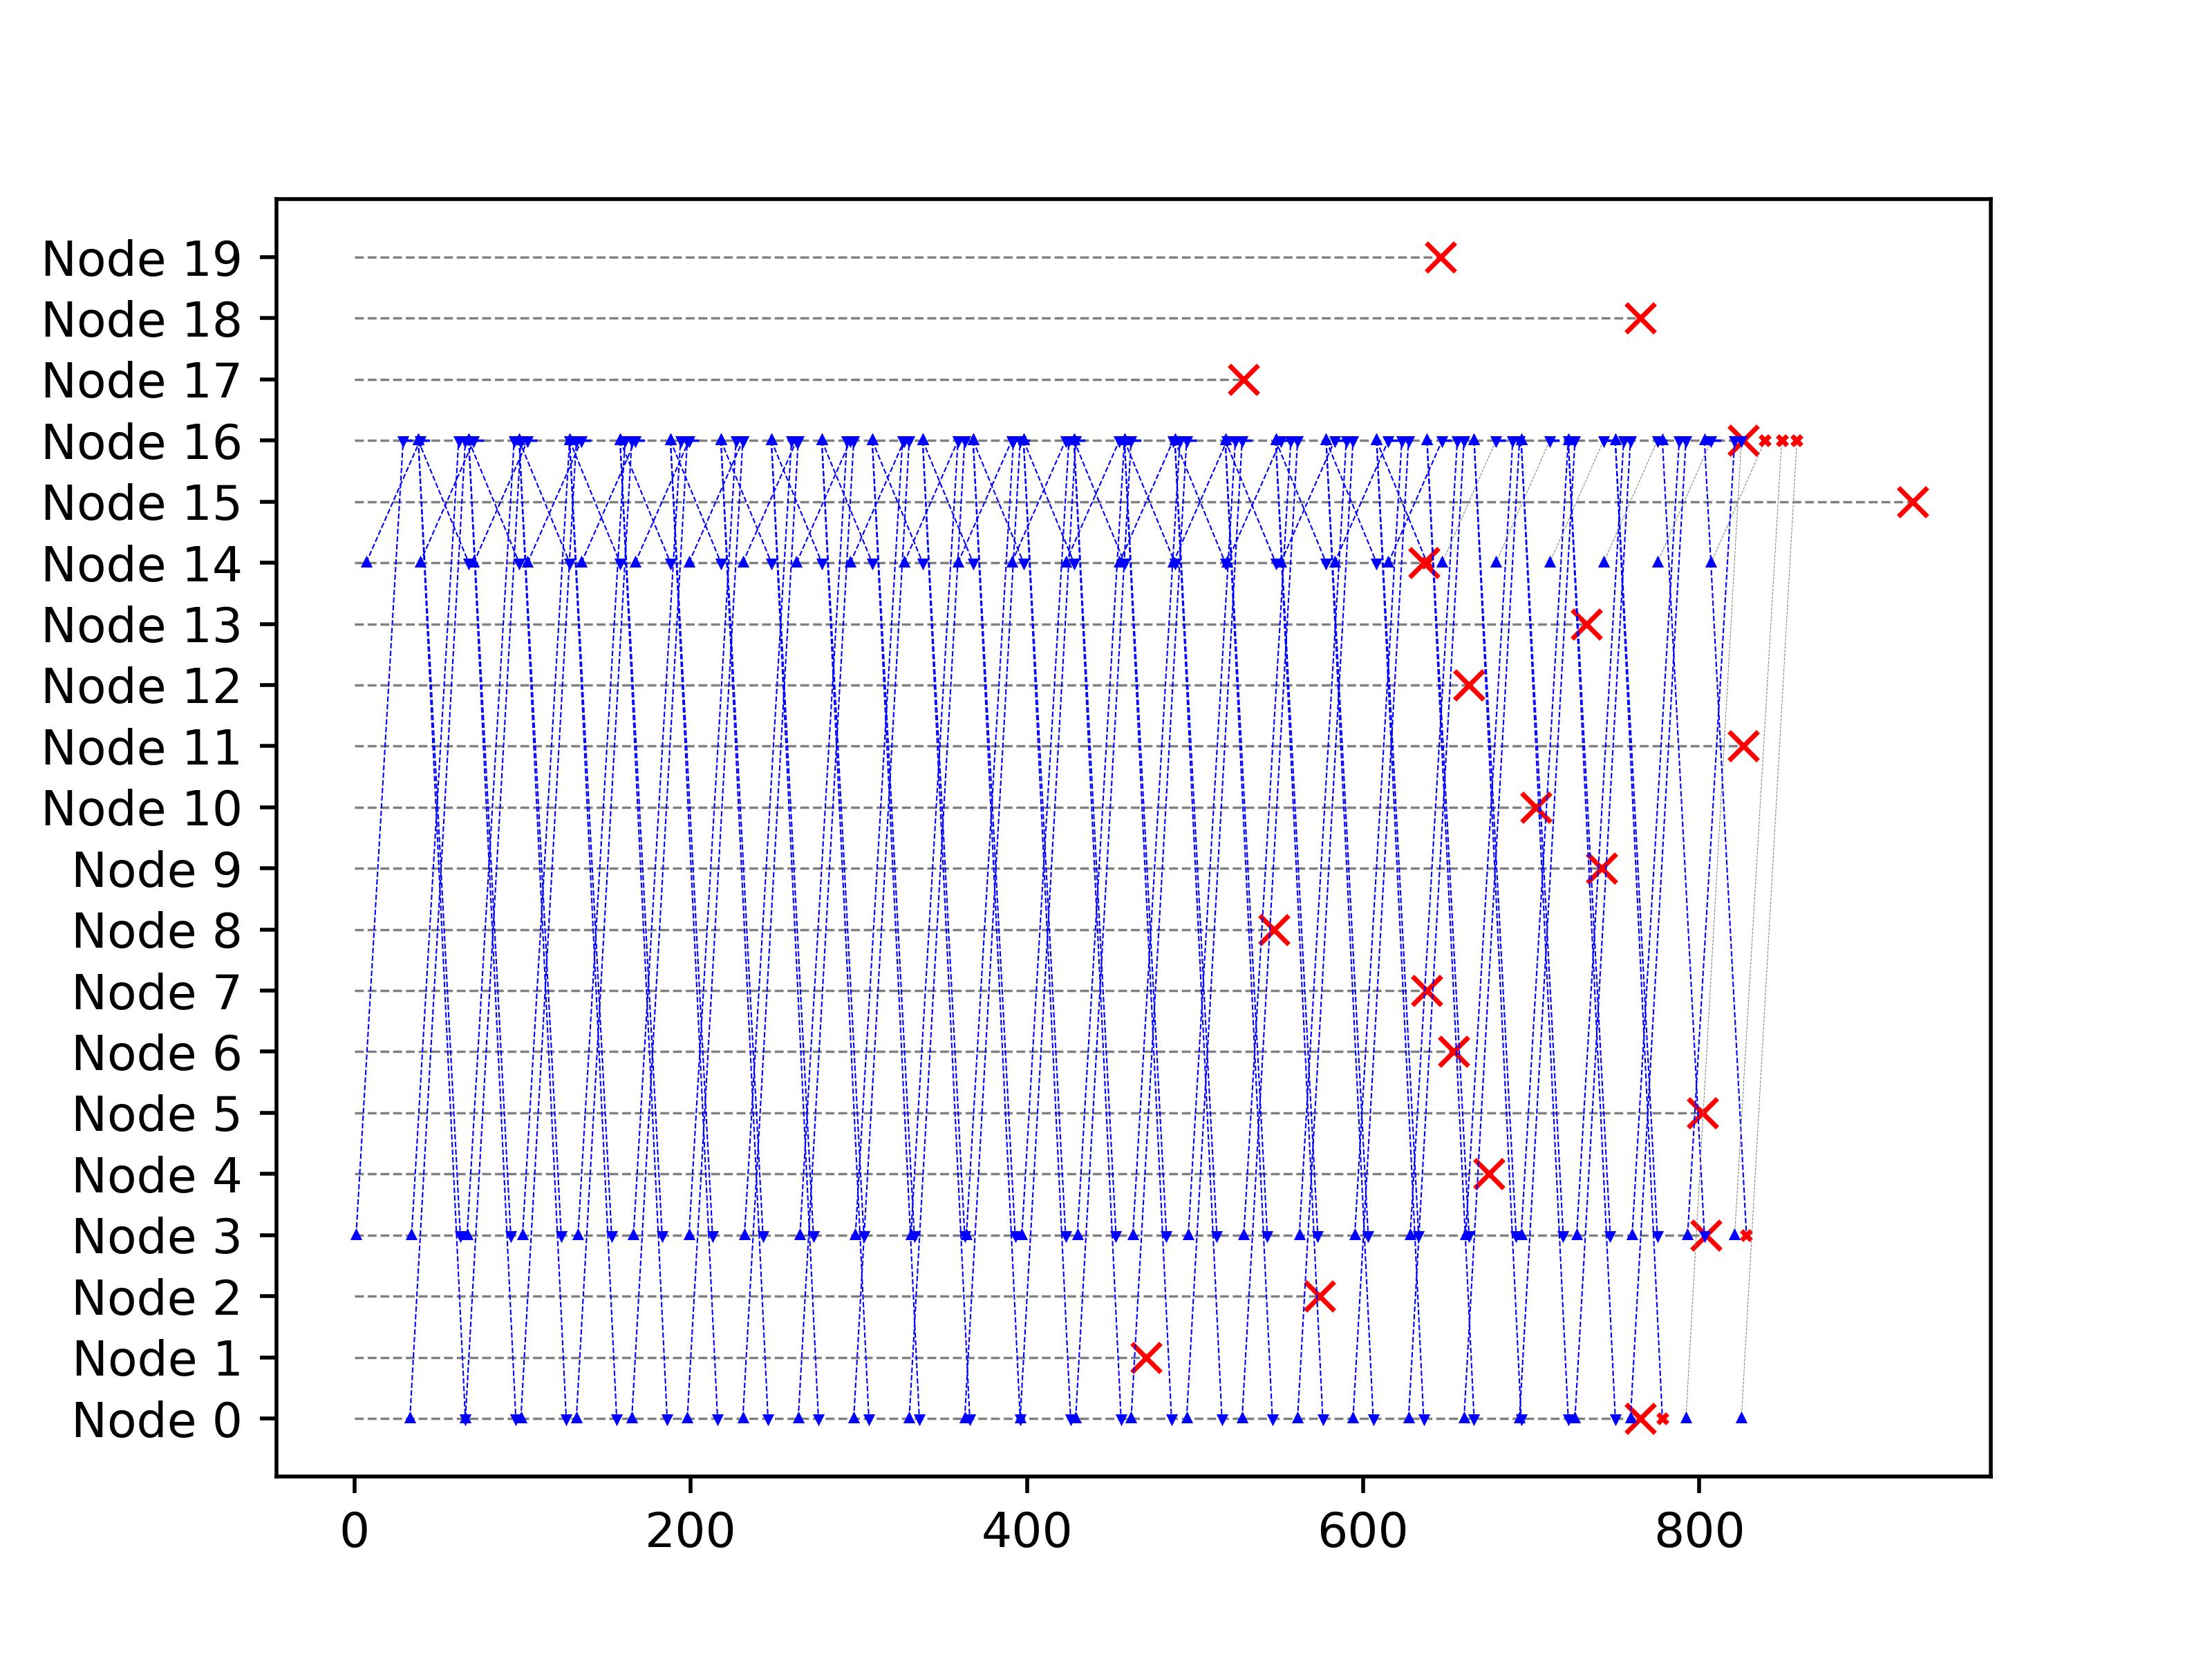 Node 19
Node 18
Node 17
Node 16
Node 15
Node 14
Node 13
Node 12
Node 11
Node 10
Node 9
Node 8
Node 7
Node 6
Node 5
Node 4
Node 3
Node 2
Node 1
Node 0
0 200 400 600 800